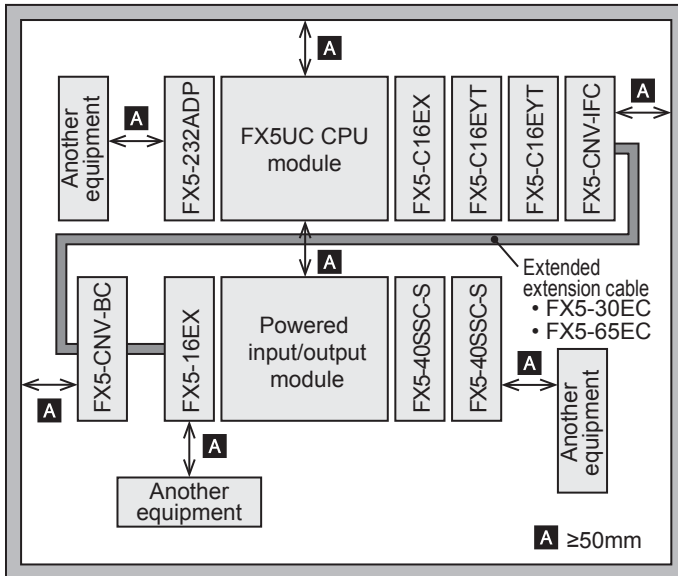 A
Another
equipment
A
FX5-232ADP
FX5UC CPU
module
FX5-C16EX
FX5-C16EYT
FX5-C16EYT
FX5-CNV-IFC
A
A
Extended
extension cable
• FX5-30EC
• FX5-65EC
FX5-CNV-BC
FX5-16EX
Powered
input/output
module
FX5-40SSC-S
FX5-40SSC-S
A
A
Another
equipment
A
Another
equipment
A ≥50mm